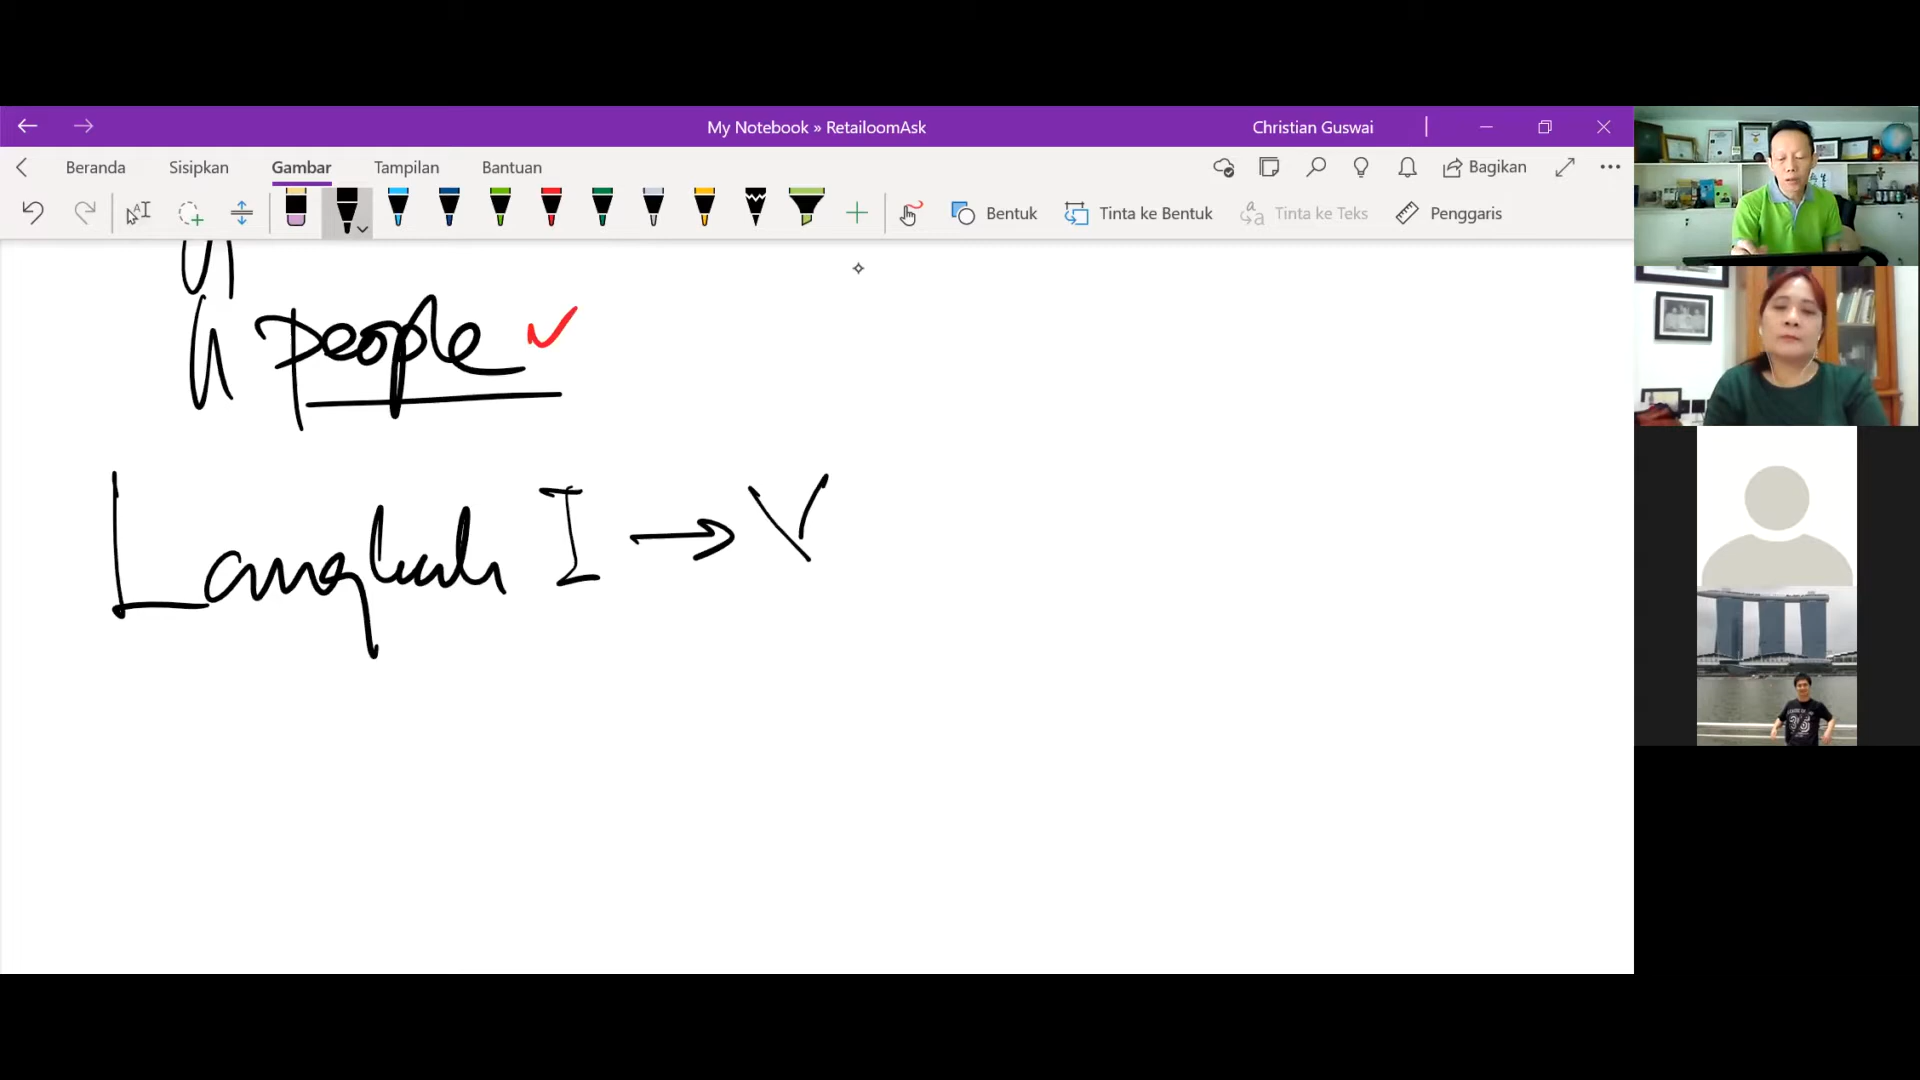 My Notebook » RetailoomAsk
Christian Guswai
Beranda
Sisipkan
Gambar
Tampilan
Bantuan
Bagikan
Bentuk
Tinta ke Bentuk
Tinta ke Teks
Penggaris
people
Langkah I → V